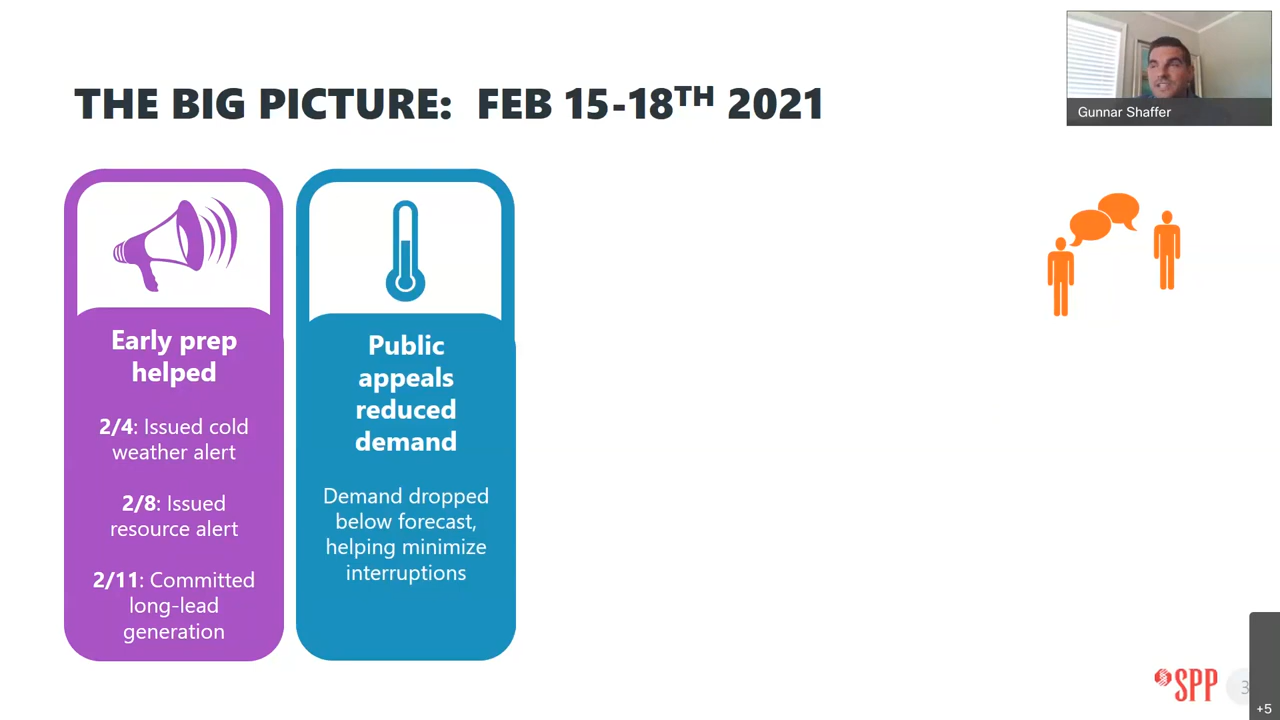 THE BIG PICTURE: FEB 15-18TH 2021
Gunnar Shaffer
Early prep
helped
2/4: Issued cold
weather alert
2/8: Issued
resource alert
2/11: Committed
long-lead
generation
Public
appeals
reduced
demand
Demand dropped
below forecast,
helping minimize
interruptions
SPP
3
+5